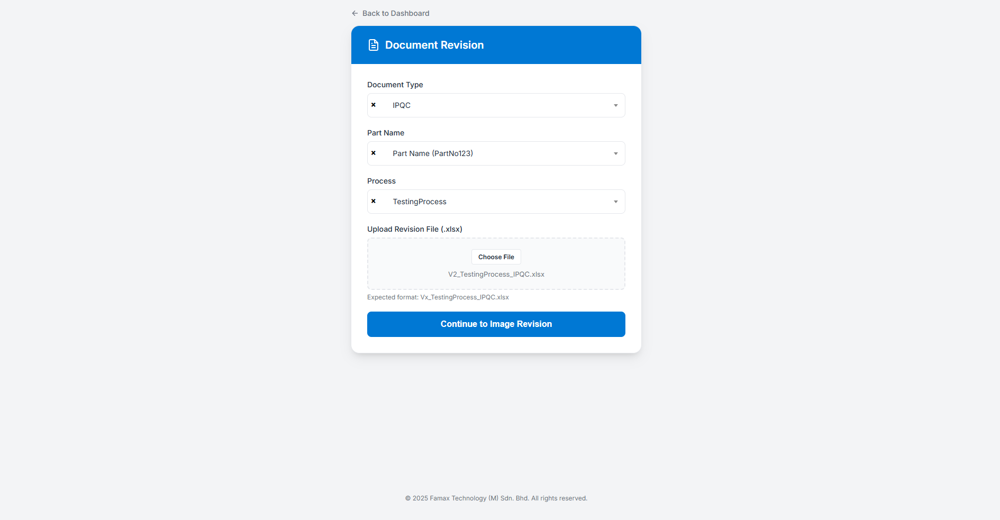 Back to Dashboard
Document Revision
Document Type
× IPQC
Part Name
× Part Name (PartNo123)
Process
× TestingProcess
Upload Revision File (.xlsx)
Choose File
V2_TestingProcess_IPQC.xlsx
Expected format: Vx_TestingProcess_IPQC.xlsx
Continue to Image Revision
© 2025 Famax Technology (M) Sdn. Bhd. All rights reserved.